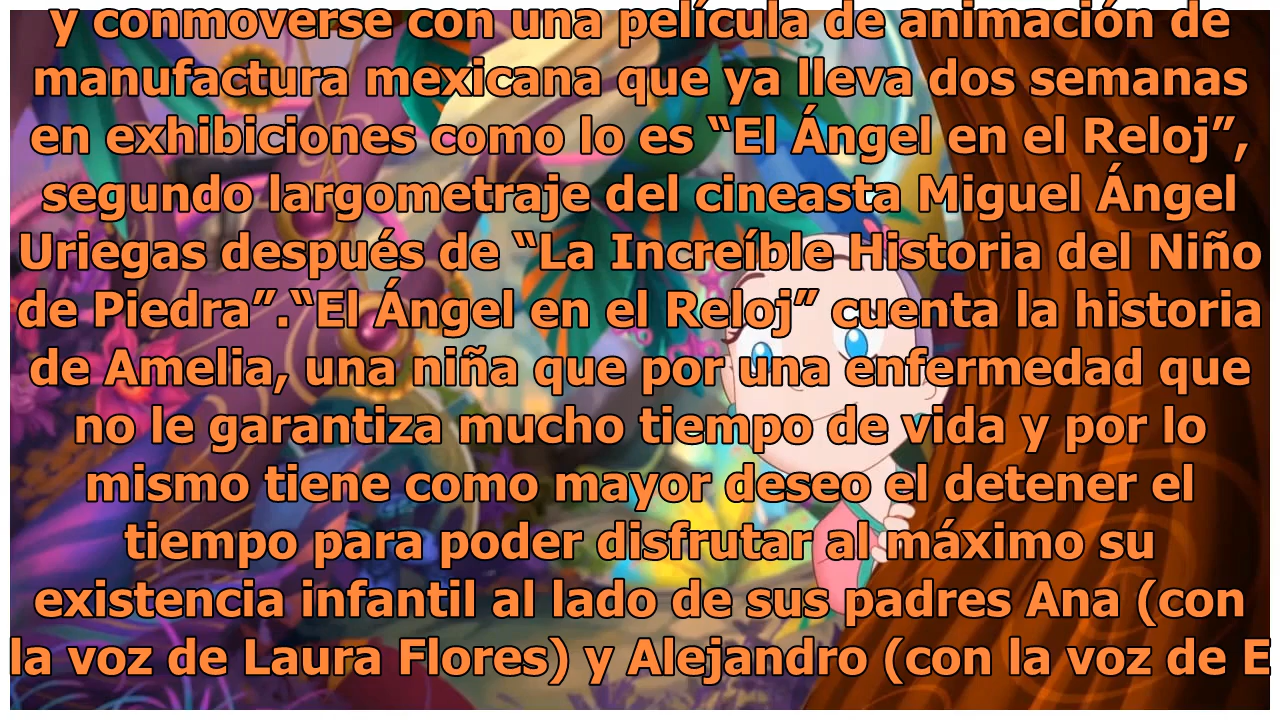 y conmoverse con una película de animación de
manufactura mexicana que ya lleva dos semanas
en exhibiciones como lo es “El Ángel en el Reloj”,
segundo largometraje del cineasta Miguel Ángel
Uriegas después de “La Increíble Historia del Niño
de Piedra”.“El Ángel en el Reloj” cuenta la historia
de Amelia, una niña que por una enfermedad que
no le garantiza mucho tiempo de vida y por lo
mismo tiene como mayor deseo el detener el
tiempo para poder disfrutar al máximo su
existencia infantil al lado de sus padres Ana (con
la voz de Laura Flores) y Alejandro (con la voz de E